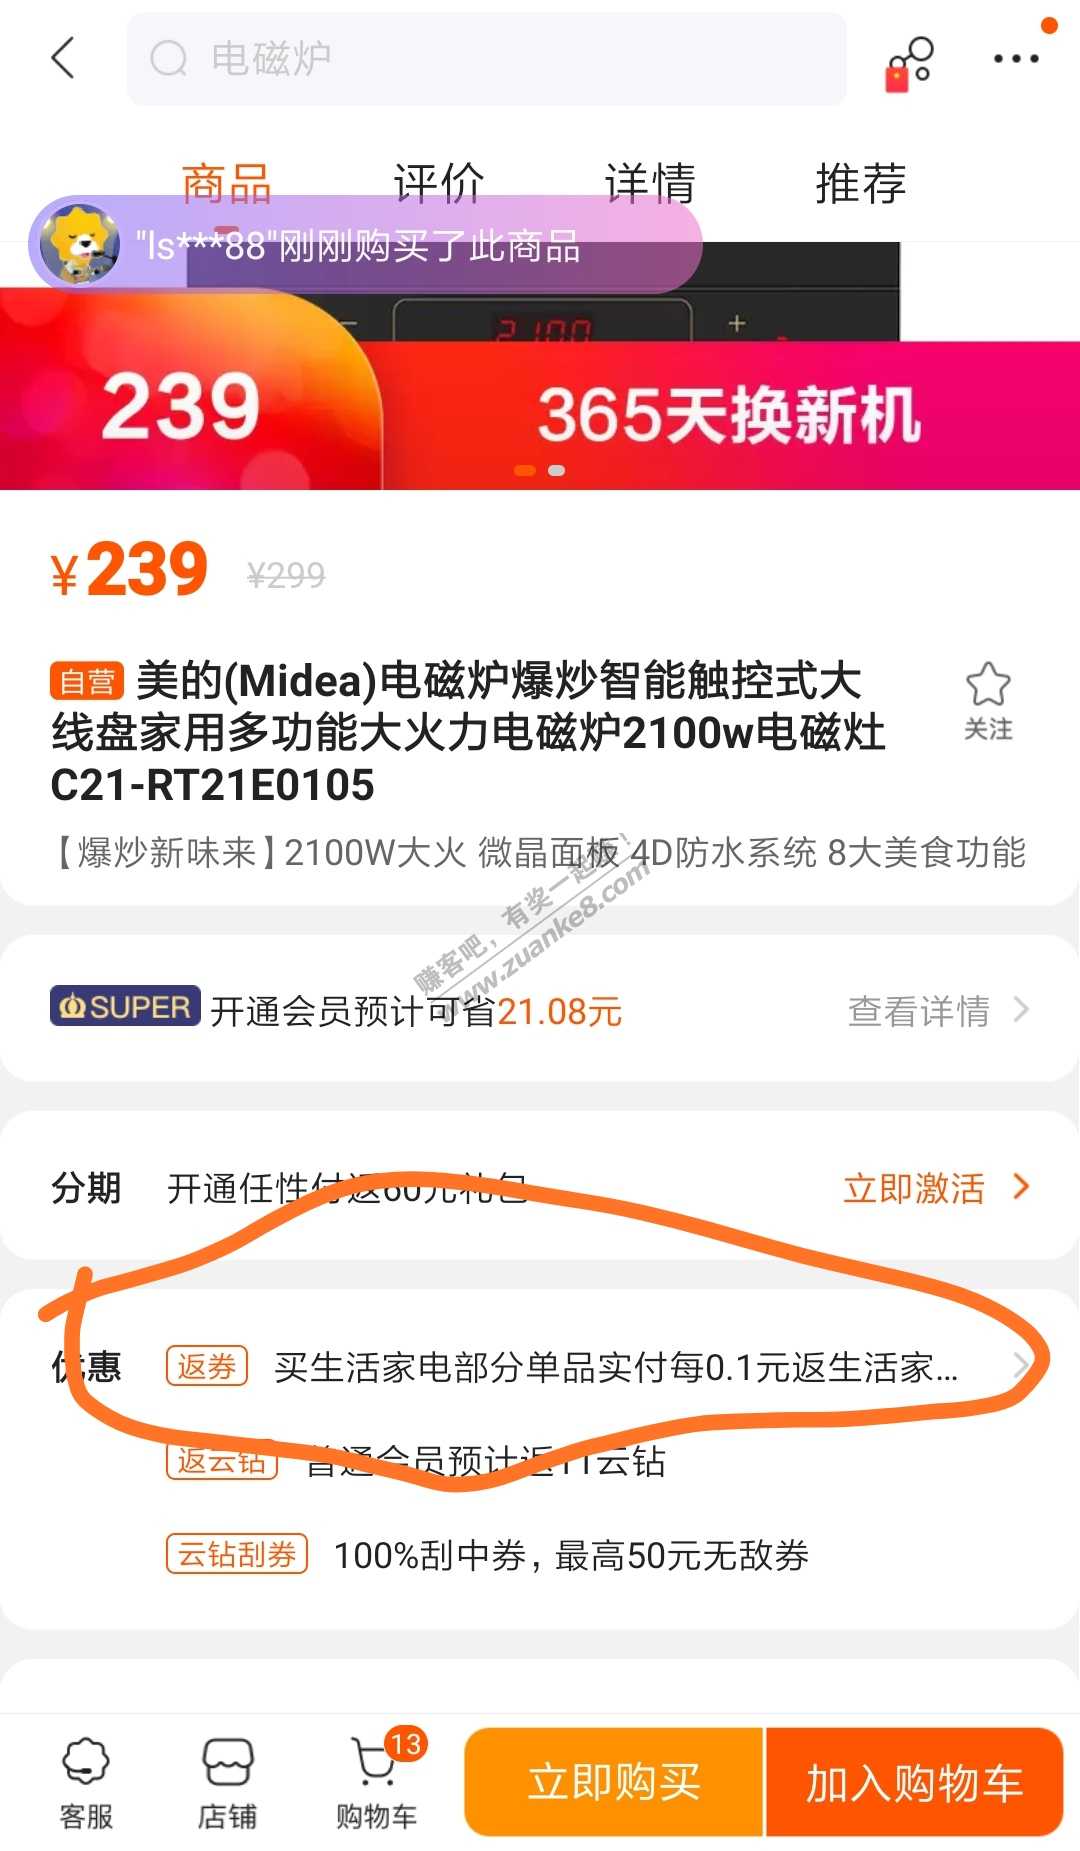 电磁炉
商品 评价 详情 推荐
"ls***88"刚刚购买了此商品
2100
239
365天换新机
¥239 ¥299
自营 美的(Midea)电磁炉爆炒智能触控式大
线盘家用多功能大火力电磁炉2100w电磁灶
C21-RT21E0105
关注
【爆炒新味来】2100W大火 微晶面板 4D防水系统 8大美食功能
赚客吧，有奖一起赚！
www.zuanke8.com
SUPER 开通会员预计可省21.08元 查看详情
分期 开通任性付返60元礼包 立即激活
优惠 返券 买生活家电部分单品实付每0.1元返生活家...
返云钻 普通会员预计返11云钻
云钻刮券 100%刮中券，最高50元无敌券
13
客服 店铺 购物车 立即购买 加入购物车